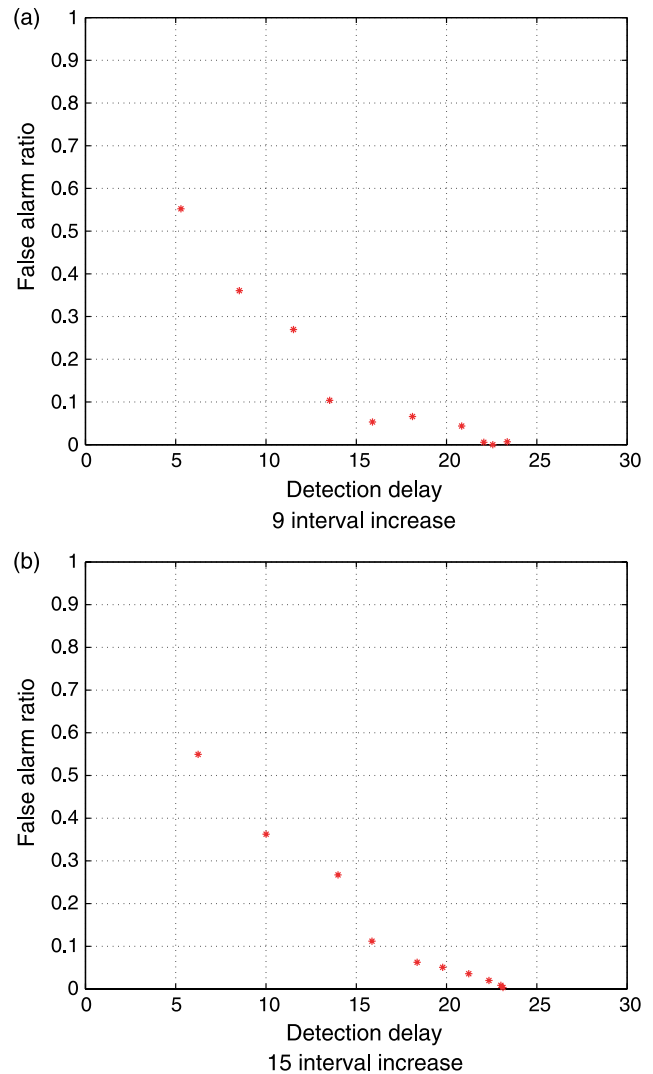 (a)
1
0.9
0.8
0.7
0.6
0.5
0.4
0.3
0.2
0.1
0
False alarm ratio
0 5 10 15 20 25 30
Detection delay
9 interval increase
(b)
1
0.9
0.8
0.7
0.6
0.5
0.4
0.3
0.2
0.1
0
False alarm ratio
0 5 10 15 20 25 30
Detection delay
15 interval increase